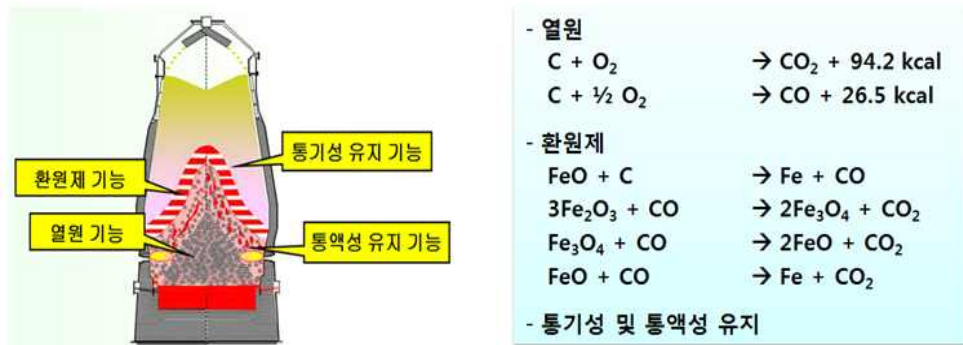 통기성 유지 기능
환원제 기능
열원 기능
통액성 유지 기능
- 열원
C + O₂ → CO₂ + 94.2 kcal
C + ½ O₂ → CO + 26.5 kcal
- 환원제
FeO + C → Fe + CO
3Fe₂O₃ + CO → 2Fe₃O₄ + CO₂
Fe₃O₄ + CO → 2FeO + CO₂
FeO + CO → Fe + CO₂
- 통기성 및 통액성 유지